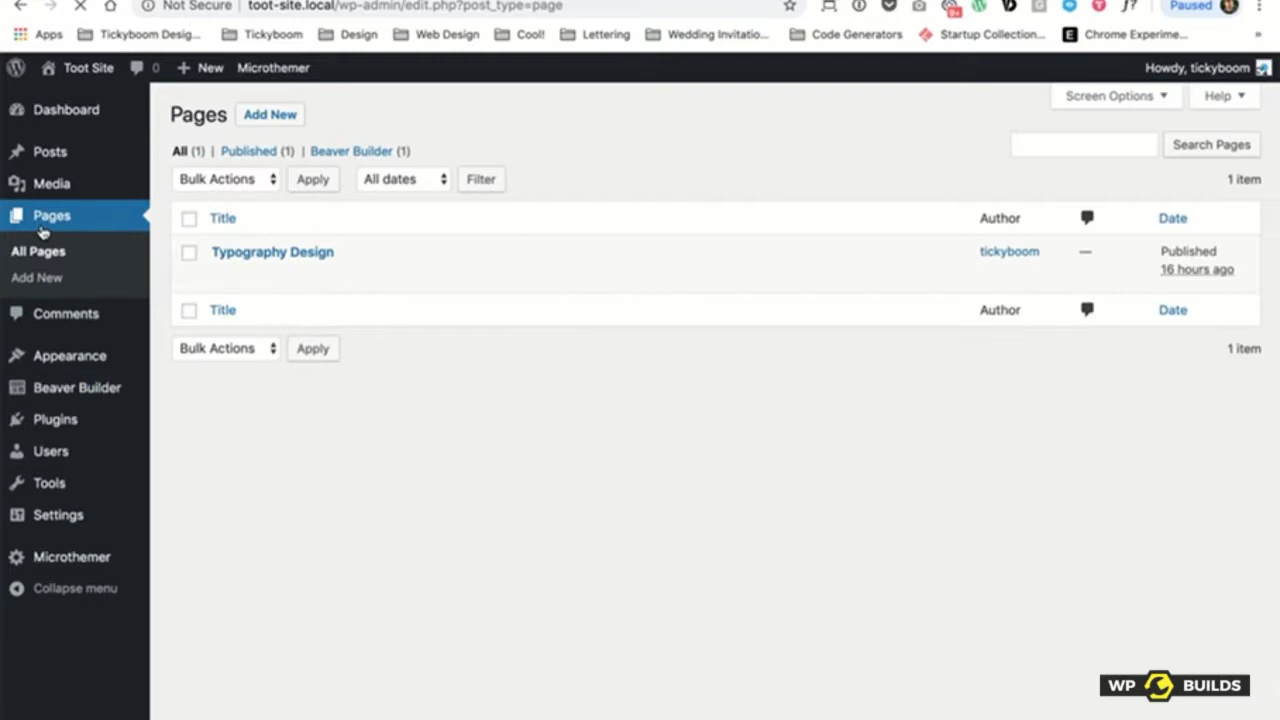 Not Secure | toot-site.local/wp-admin/edit.php?post_type=page
Paused
Apps Tickyboom Desig... Tickyboom Design Web Design Cool! Lettering Wedding Invitatio... Code Generators Startup Collection... Chrome Experime... »
Toot Site 0 + New Microthemer Howdy, tickyboom
Screen Options Help
Dashboard
Posts
Media
Pages
All Pages
Add New
Comments
Appearance
Beaver Builder
Plugins
Users
Tools
Settings
Microthemer
Collapse menu
Pages Add New
All (1) | Published (1) | Beaver Builder (1)
Search Pages
Bulk Actions Apply All dates Filter 1 item
Title Author Date
Typography Design tickyboom — Published
16 hours ago
Title Author Date
Bulk Actions Apply 1 item
WP BUILDS